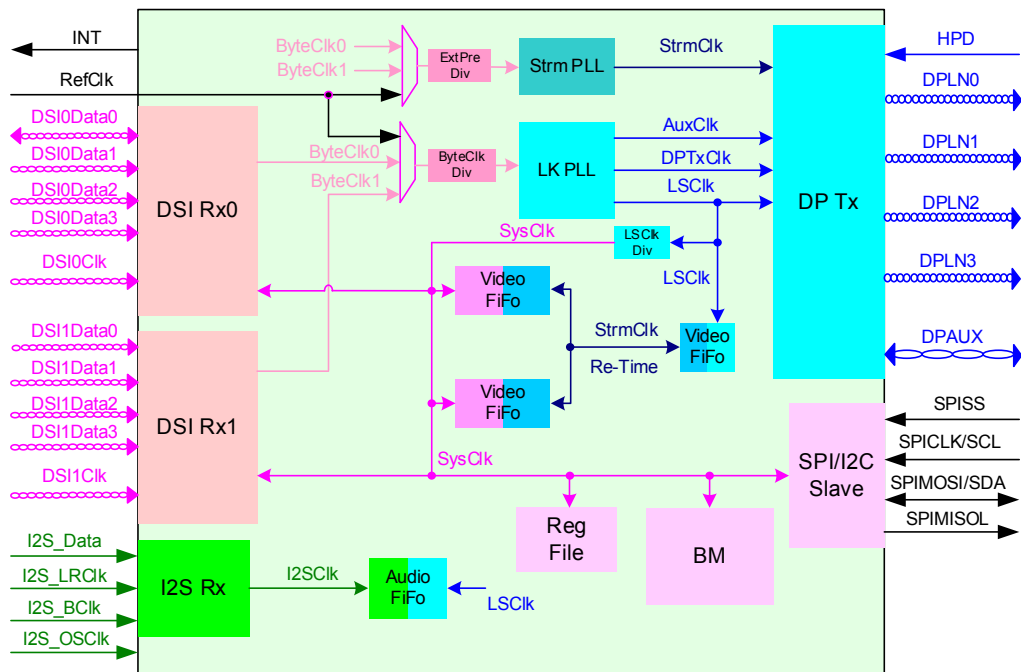 INT
RefClk
DSI0Data0
DSI0Data1
DSI0Data2
DSI0Data3
DSI0Clk
DSI1Data0
DSI1Data1
DSI1Data2
DSI1Data3
DSI1Clk
I2S_Data
I2S_LRClk
I2S_BClk
I2S_OSClk
DSI Rx0
DSI Rx1
I2S Rx
ByteClk0
ByteClk1
ExtPre
Div
Strm PLL
StrmClk
ByteClk0
ByteClk1
ByteClk
Div
LK PLL
AuxClk
DPTxClk
LSClk
SysClk
LSClk
Div
LSClk
Video
FiFo
StrmClk
Re-Time
Video
FiFo
Video
FiFo
SysClk
Reg
File
BM
I2SClk
Audio
FiFo
LSClk
DP Tx
SPI/I2C
Slave
HPD
DPLN0
DPLN1
DPLN2
DPLN3
DPAUX
SPISS
SPICLK/SCL
SPIMOSI/SDA
SPIMISOL